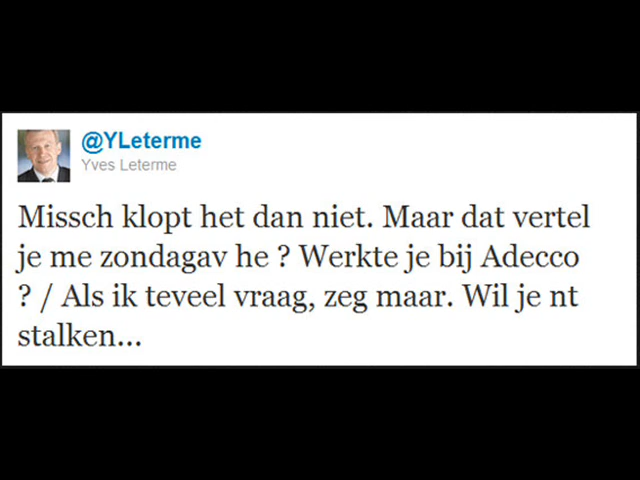 @YLeterme
Yves Leterme
Missch klopt het dan niet. Maar dat vertel
je me zondagav he ? Werkte je bij Adecco
? / Als ik teveel vraag, zeg maar. Wil je nt
stalken...